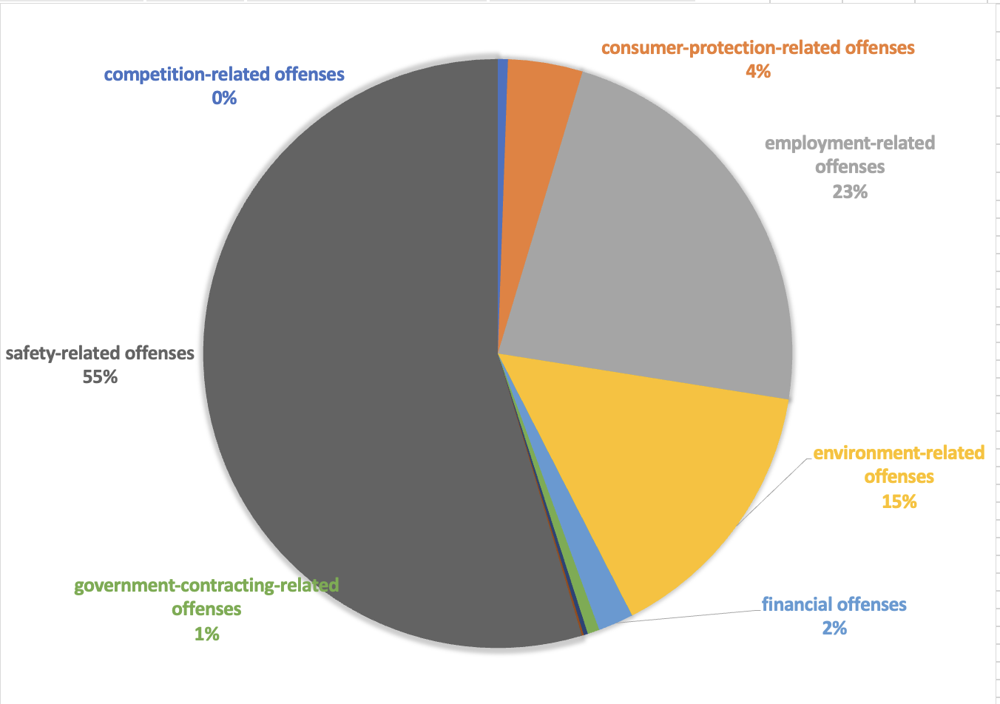 consumer-protection-related offenses
4%
competition-related offenses
0%
employment-related
offenses
23%
safety-related offenses
55%
environment-related
offenses
15%
government-contracting-related
offenses
1%
financial offenses
2%